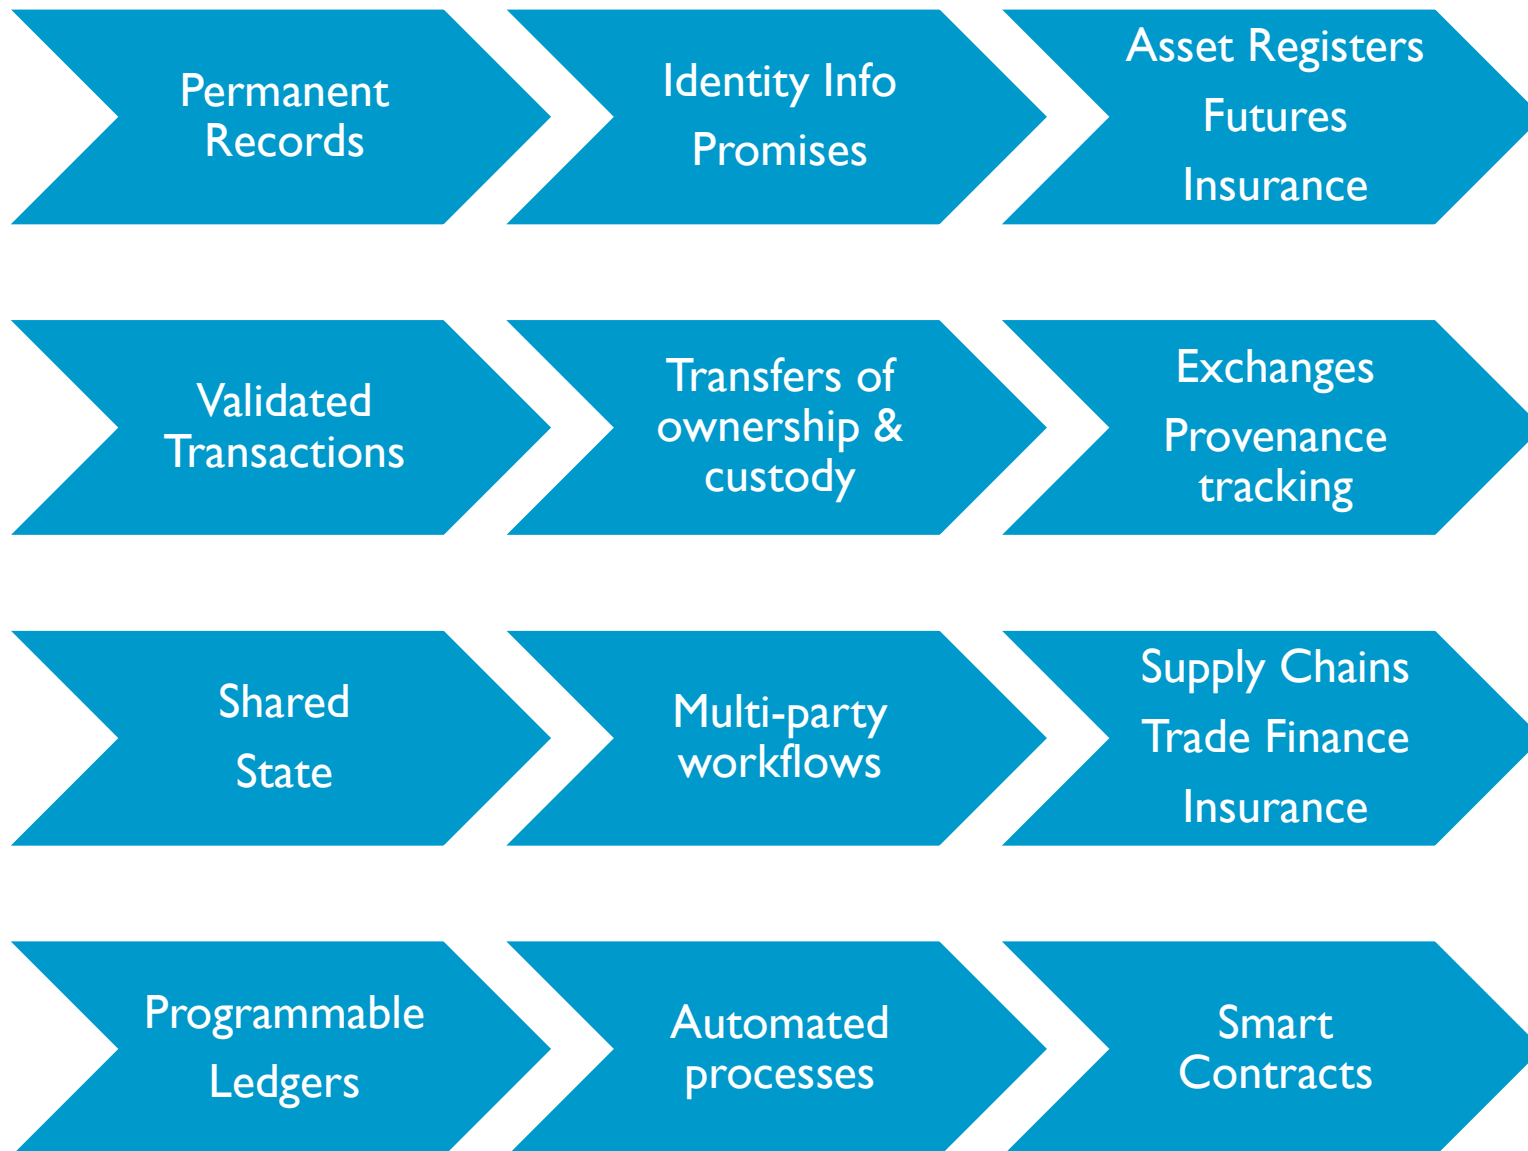 Permanent
Records
Identity Info
Promises
Asset Registers
Futures
Insurance
Validated
Transactions
Transfers of
ownership &
custody
Exchanges
Provenance
tracking
Shared
State
Multi-party
workflows
Supply Chains
Trade Finance
Insurance
Programmable
Ledgers
Automated
processes
Smart
Contracts